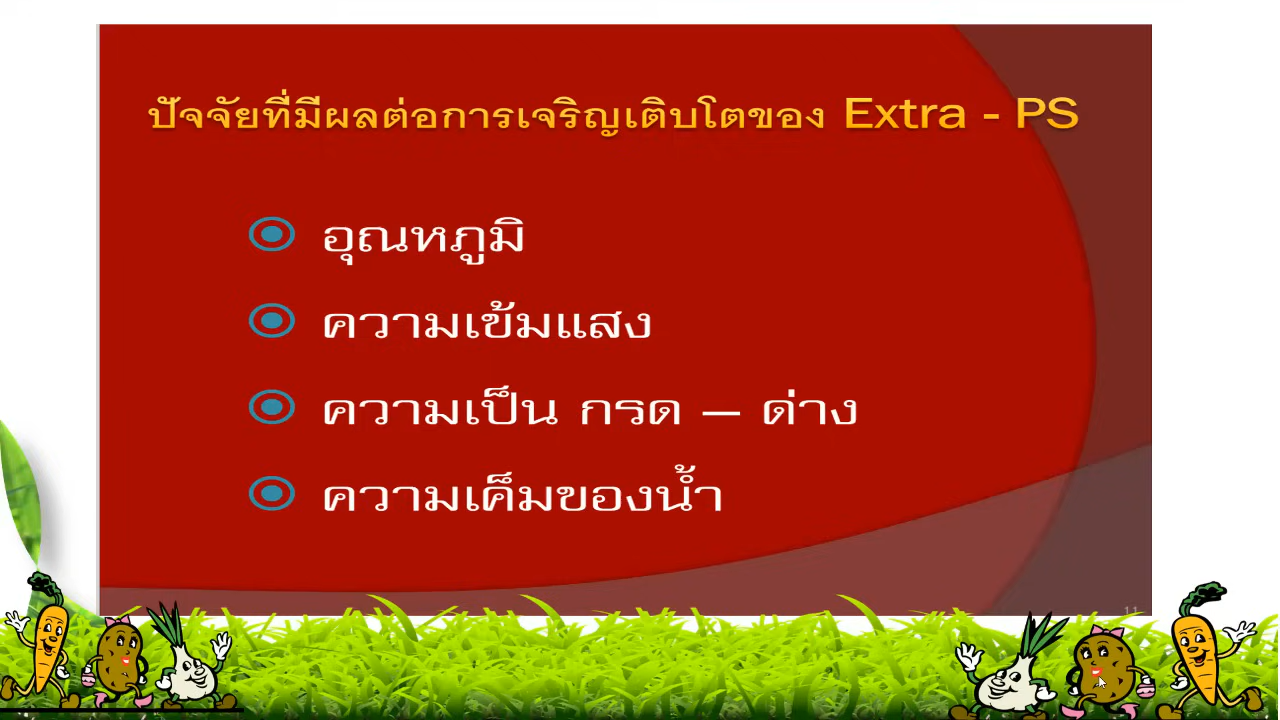 ปัจจัยที่มีผลต่อการเจริญเติบโตของ Extra - PS
อุณหภูมิ
ความเข้มแสง
ความเป็น กรด – ด่าง
ความเค็มของน้ำ
11